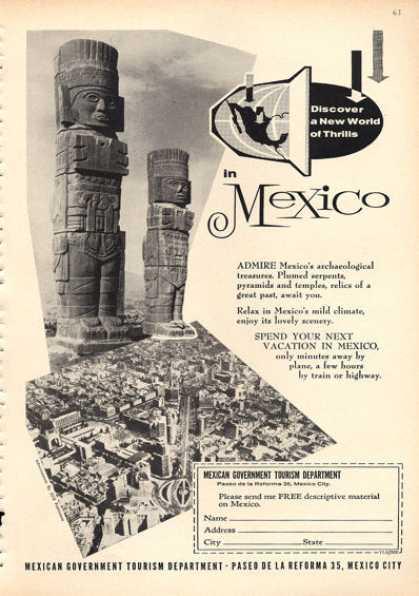 61
Discover
a New World
of Thrills
in
Mexico
ADMIRE Mexico's archaeological
treasures. Plumed serpents,
pyramids and temples, relics of a
great past, await you.
Relax in Mexico's mild climate,
enjoy its lovely scenery.
SPEND YOUR NEXT
VACATION IN MEXICO,
only minutes away by
plane, a few hours
by train or highway.
MEXICAN GOVERNMENT TOURISM DEPARTMENT
Paseo de la Reforma 35, Mexico City.
Please send me FREE descriptive material
on Mexico.
Name
Address
City State
MEXICAN GOVERNMENT TOURISM DEPARTMENT · PASEO DE LA REFORMA 35, MEXICO CITY